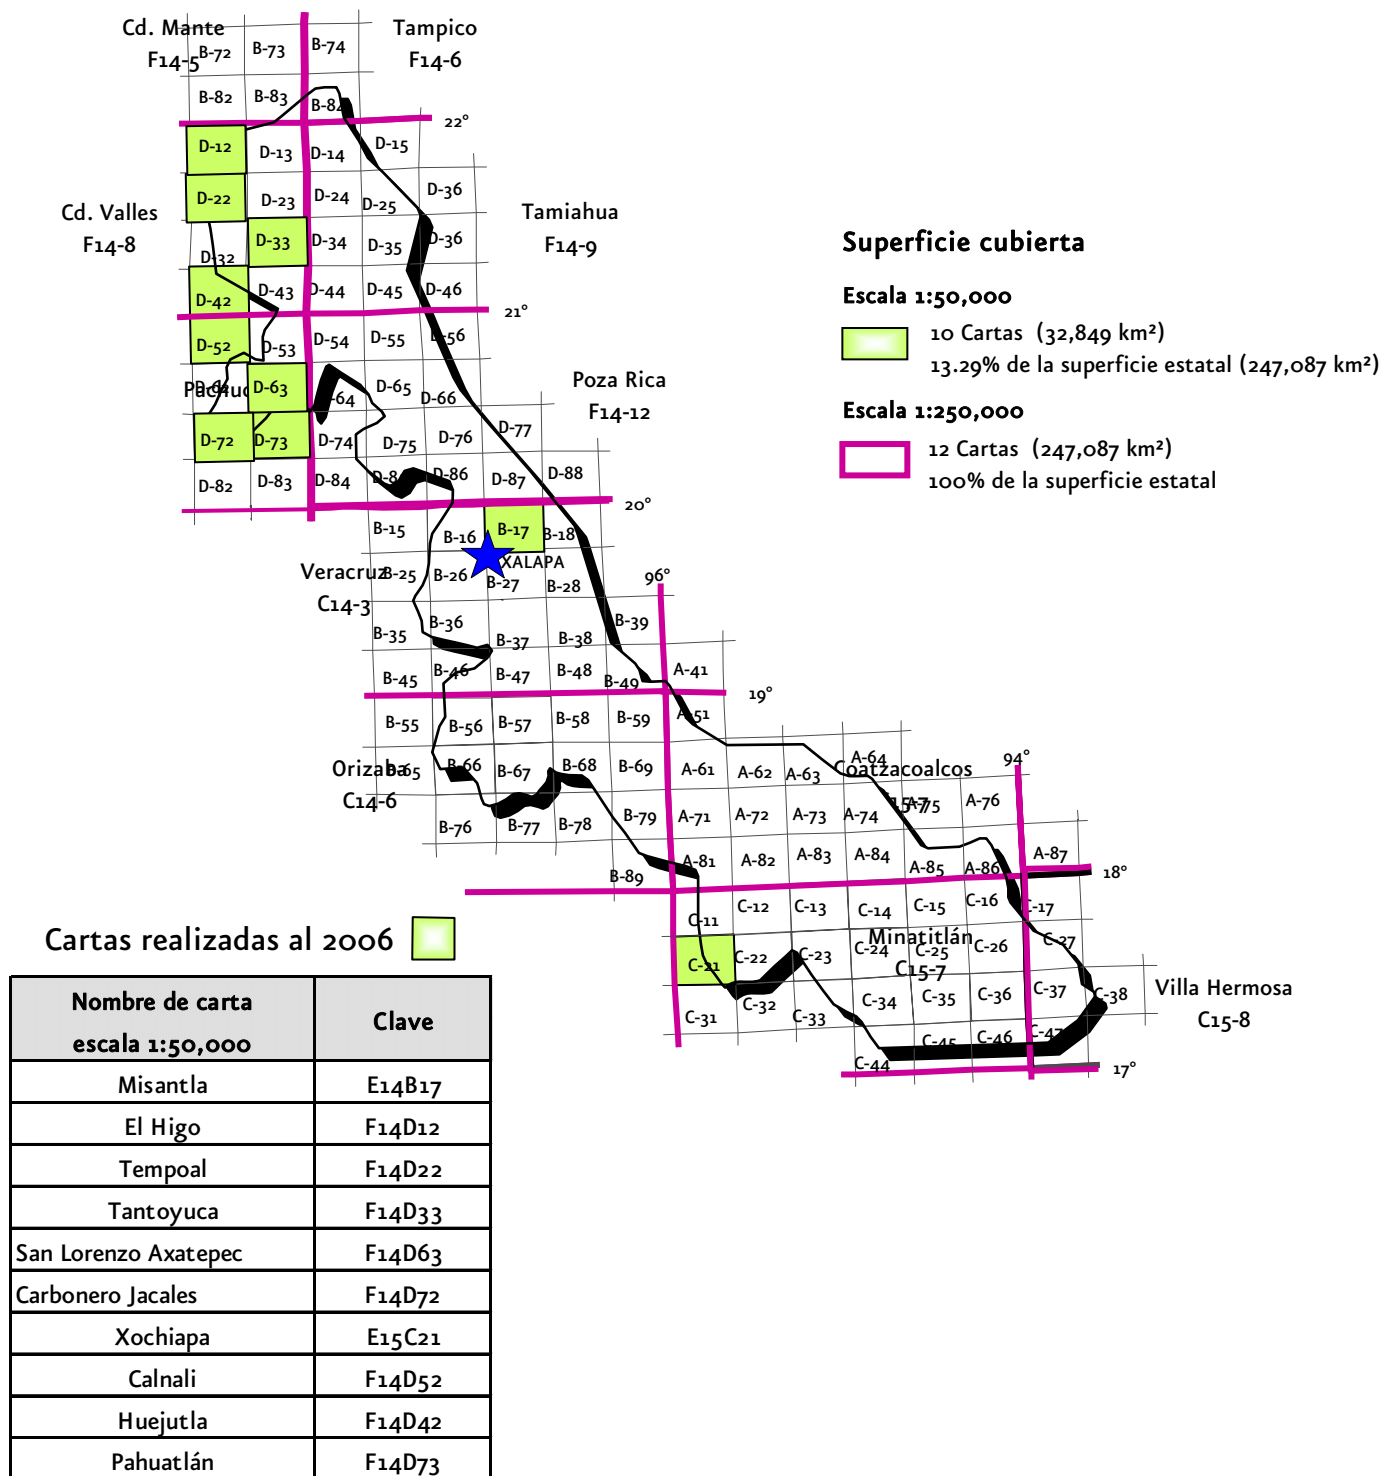 Cd. Mante
F14-5
Tampico
F14-6
B-72 B-73 B-74
B-82 B-83 B-84
22°
D-12 D-13 D-14 D-15
D-22 D-23 D-24 D-25 D-36
Cd. Valles
F14-8
Tamiahua
F14-9
D-32 D-33 D-34 D-35 D-36
D-42 D-43 D-44 D-45 D-46
21°
D-52 D-53 D-54 D-55 D-56
Poza Rica
F14-12
D-63 -64 D-65 D-66
D-72 D-73 D-74 D-75 D-76 D-77
D-82 D-83 D-84 D-86 D-87 D-88
20°
B-15 B-16 B-17 B-18
XALAPA
Veracruz
C14-3
B-25 B-26 B-27 B-28
96°
B-35 B-36 B-37 B-38 B-39
B-45 B-46 B-47 B-48 B-49 A-41
19°
B-55 B-56 B-57 B-58 B-59 A-51
Orizaba
C14-6
B-65 B-66 B-67 B-68 B-69 A-61 A-62 A-63 A-64
Coatzacoalcos
94°
B-76 B-77 B-78 B-79 A-71 A-72 A-73 A-74 A-75 A-76
B-89 A-81 A-82 A-83 A-84 A-85 A-86 A-87
18°
C-11 C-12 C-13 C-14 C-15 C-16 C-17
Minatitlán
C15-7
C-21 C-22 C-23 C-24 C-25 C-26 C-27
C-31 C-32 C-33 C-34 C-35 C-36 C-37 C-38
Villa Hermosa
C15-8
C-44 C-45 C-46 C-47
17°
Superficie cubierta
Escala 1:50,000
10 Cartas (32,849 km²)
13.29% de la superficie estatal (247,087 km²)
Escala 1:250,000
12 Cartas (247,087 km²)
100% de la superficie estatal
Cartas realizadas al 2006
Nombre de carta
escala 1:50,000
Clave
Misantla E14B17
El Higo F14D12
Tempoal F14D22
Tantoyuca F14D33
San Lorenzo Axatepec F14D63
Carbonero Jacales F14D72
Xochiapa E15C21
Calnali F14D52
Huejutla F14D42
Pahuatlán F14D73